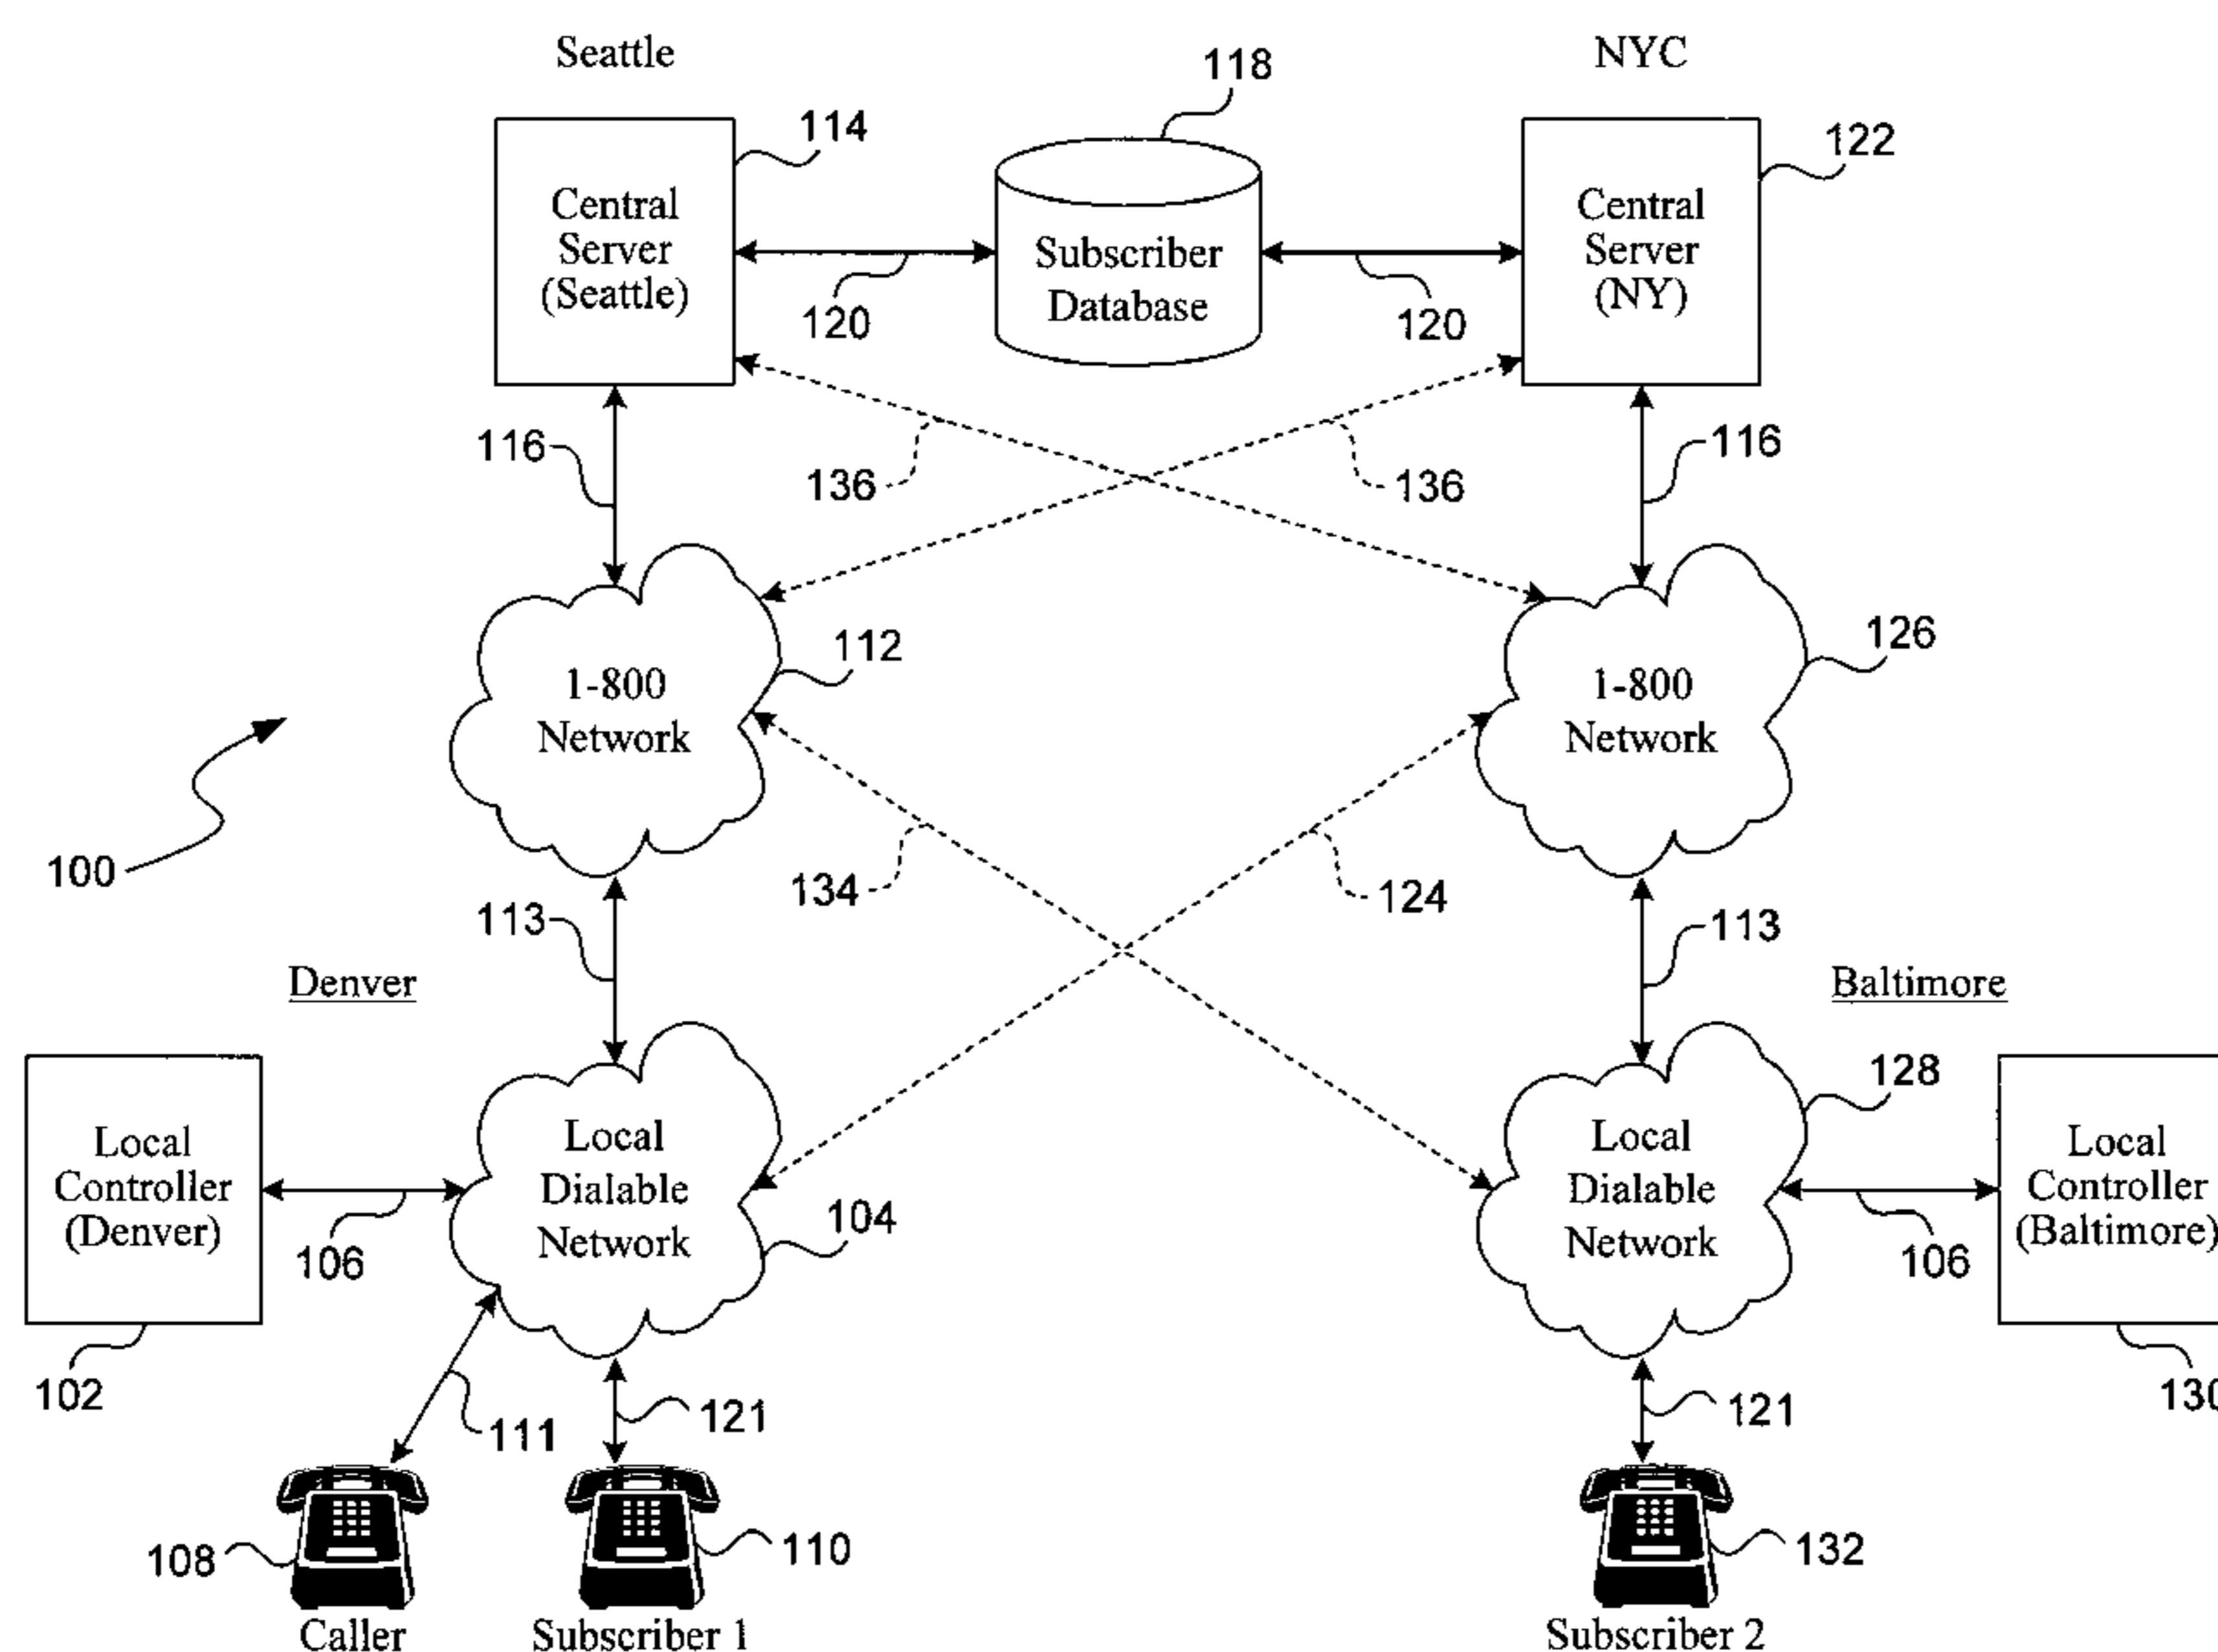 Seattle
NYC
118
114
122
Central
Server
(Seattle)
Subscriber
Database
Central
Server
(NY)
120
120
116
136
136
116
112
126
1-800
Network
1-800
Network
100
134
124
113
113
Denver
Baltimore
128
Local
Controller
(Denver)
Local
Dialable
Network
Local
Dialable
Network
Local
Controller
(Baltimore)
104
106
106
102
111
121
121
130
108
110
132
Caller
Subscriber 1
Subscriber 2